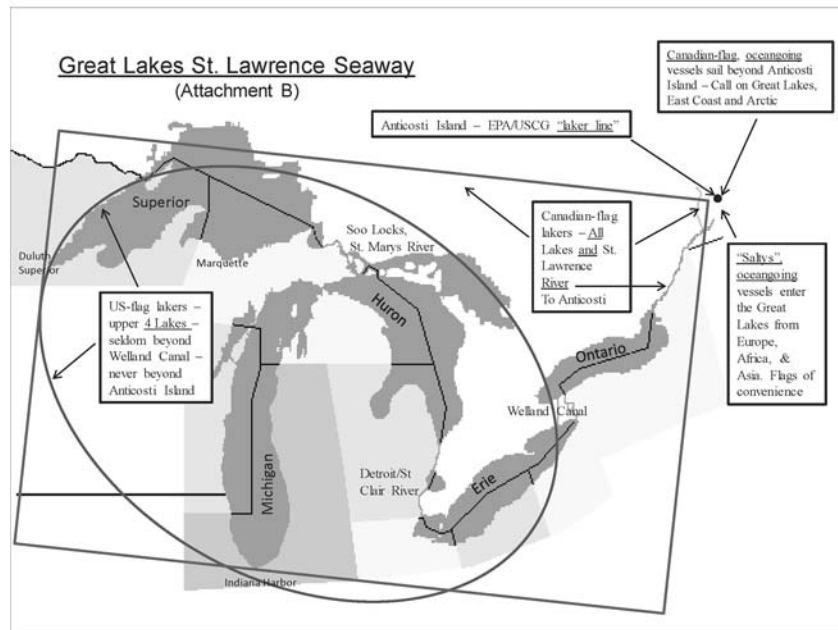 Great Lakes St. Lawrence Seaway
(Attachment B)
Canadian-flag, oceangoing
vessels sail beyond Anticosti
Island – Call on Great Lakes,
East Coast and Arctic
Anticosti Island – EPA/USCG "laker line"
Superior
Soo Locks,
St. Marys River
Canadian-flag
lakers – All
Lakes and St.
Lawrence
River
To Anticosti
Duluth
Superior
Marquette
"Saltys",
oceangoing
vessels enter
the Great
Lakes from
Europe,
Africa, &
Asia. Flags of
convenience
US-flag lakers –
upper 4 Lakes –
seldom beyond
Welland Canal –
never beyond
Anticosti Island
Huron
Ontario
Welland Canal
Michigan
Detroit/St
Clair River
Erie
Indiana Harbor